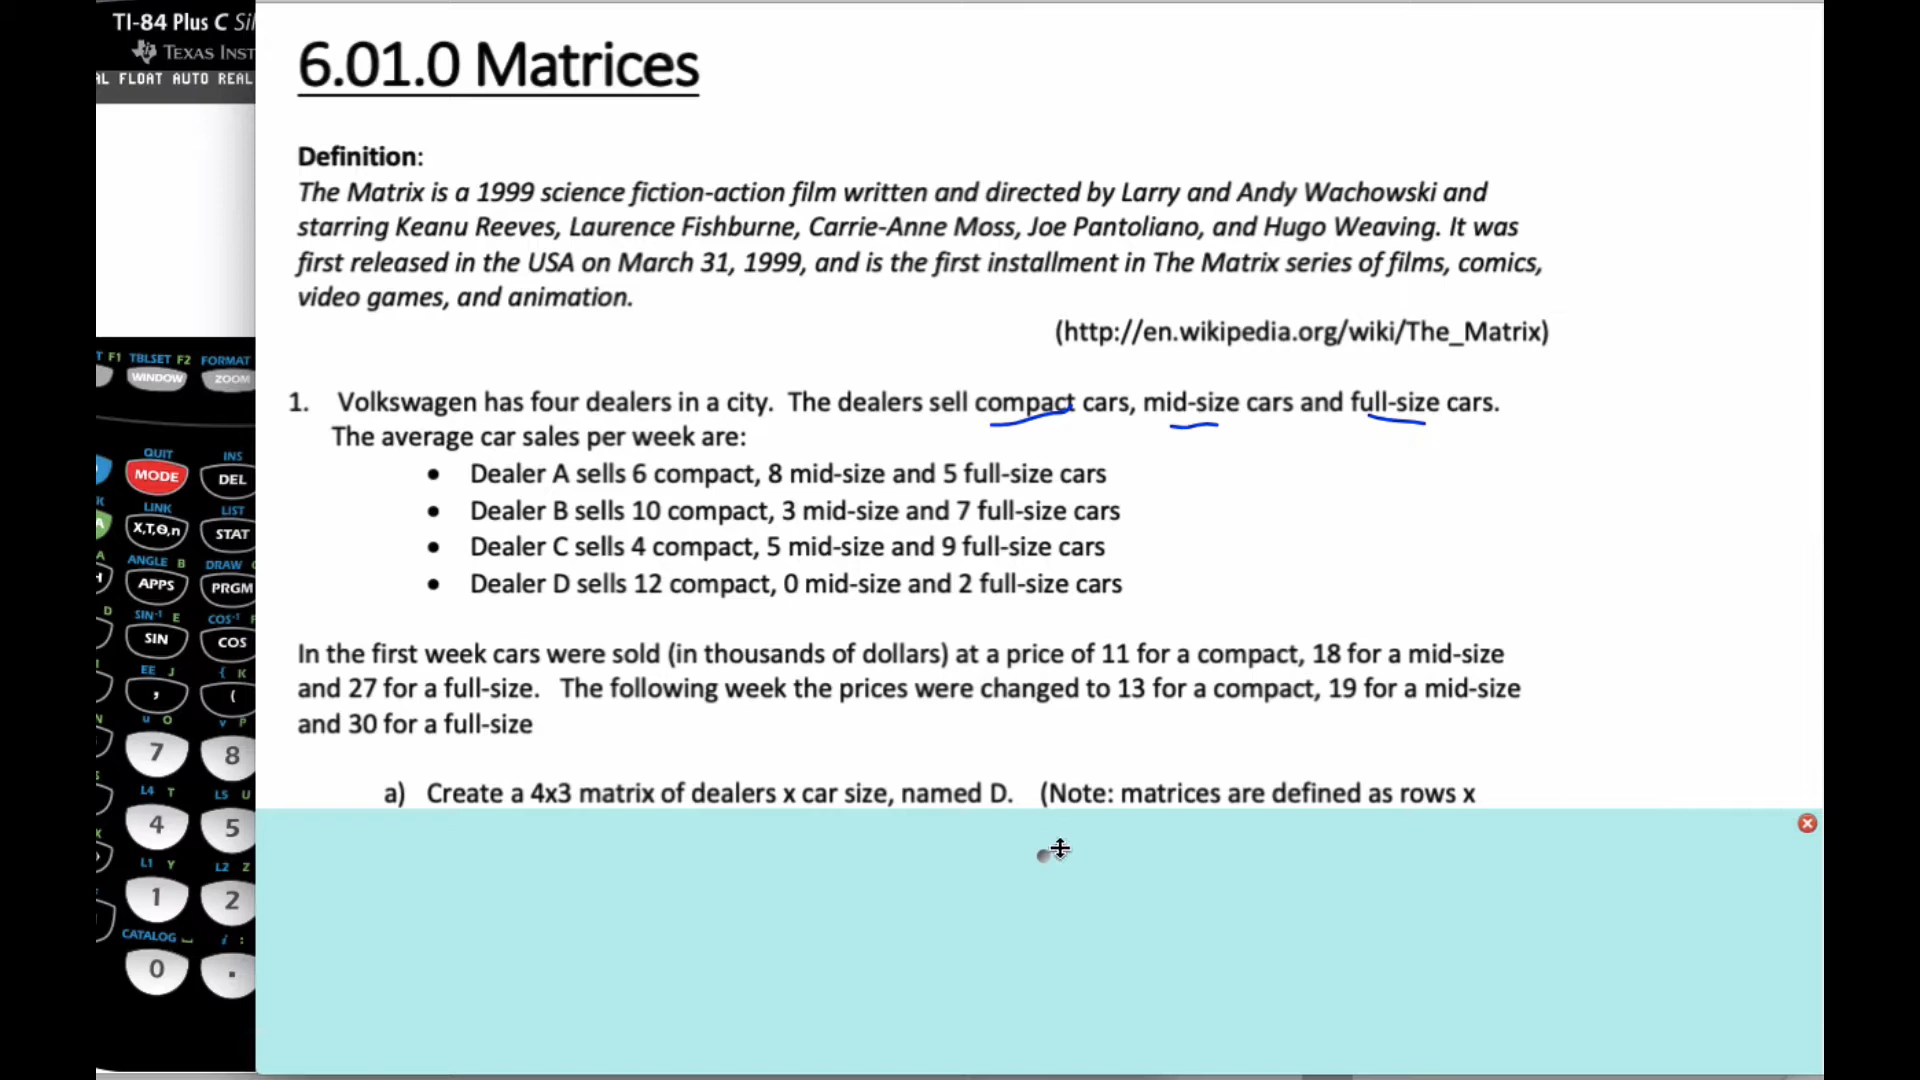 TI-84 Plus C
TEXAS INST
FLOAT AUTO REAL
6.01.0 Matrices
Definition:
The Matrix is a 1999 science fiction-action film written and directed by Larry and Andy Wachowski and
starring Keanu Reeves, Laurence Fishburne, Carrie-Anne Moss, Joe Pantoliano, and Hugo Weaving. It was
first released in the USA on March 31, 1999, and is the first installment in The Matrix series of films, comics,
video games, and animation.
(http://en.wikipedia.org/wiki/The_Matrix)
1. Volkswagen has four dealers in a city. The dealers sell compact cars, mid-size cars and full-size cars.
The average car sales per week are:
• Dealer A sells 6 compact, 8 mid-size and 5 full-size cars
• Dealer B sells 10 compact, 3 mid-size and 7 full-size cars
• Dealer C sells 4 compact, 5 mid-size and 9 full-size cars
• Dealer D sells 12 compact, 0 mid-size and 2 full-size cars
In the first week cars were sold (in thousands of dollars) at a price of 11 for a compact, 18 for a mid-size
and 27 for a full-size. The following week the prices were changed to 13 for a compact, 19 for a mid-size
and 30 for a full-size
a) Create a 4x3 matrix of dealers x car size, named D. (Note: matrices are defined as rows x
F1 TBLSET F2 FORMAT
WINDOW ZOOM
QUIT INS
MODE DEL
LINK LIST
X,T,Θ,n STAT
A ANGLE B DRAW
APPS PRGM
D SIN⁻¹ E COS⁻¹
SIN COS
EE J { K
, (
u O v P
7 8
L4 T L5 U
4 5
L1 Y L2 Z
1 2
CATALOG i :
0 .